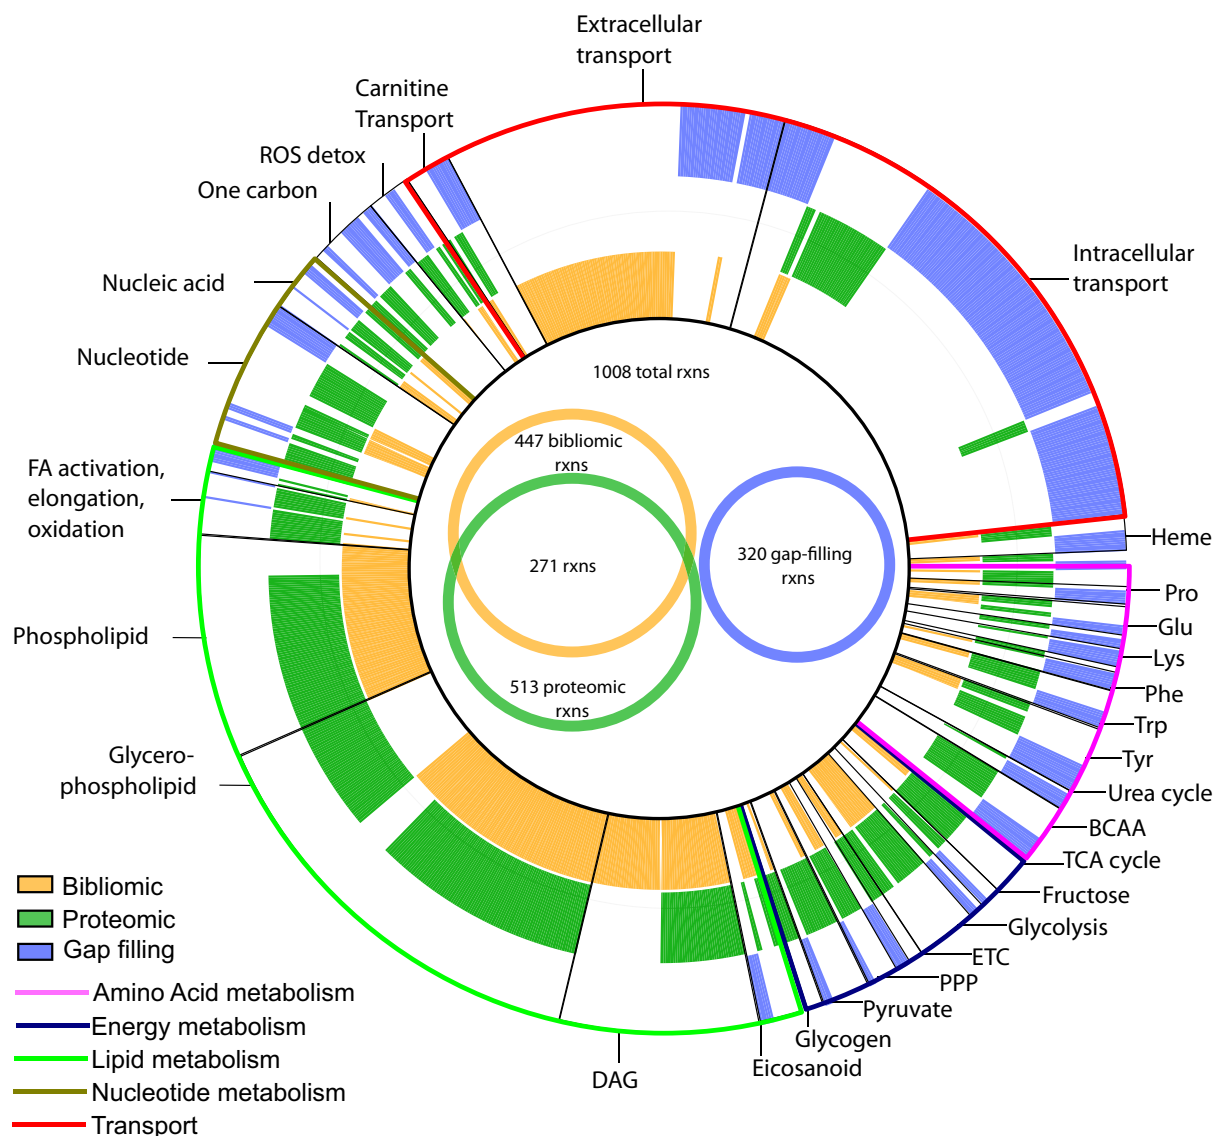 Extracellular
transport
Carnitine
Transport
ROS detox
One carbon
Nucleic acid
Nucleotide
FA activation,
elongation,
oxidation
Phospholipid
Glycero-
phospholipid
Intracellular
transport
Heme
Pro
Glu
Lys
Phe
Trp
Tyr
Urea cycle
BCAA
TCA cycle
Fructose
Glycolysis
ETC
PPP
Pyruvate
Glycogen
Eicosanoid
DAG
1008 total rxns
447 bibliomic
rxns
271 rxns
320 gap-filling
rxns
513 proteomic
rxns
Bibliomic
Proteomic
Gap filling
Amino Acid metabolism
Energy metabolism
Lipid metabolism
Nucleotide metabolism
Transport